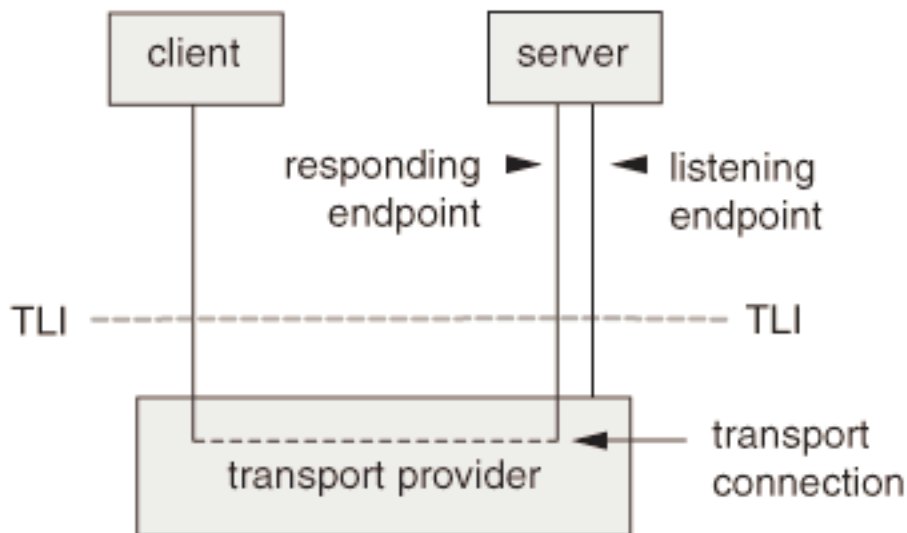 client
server
responding
endpoint
listening
endpoint
TLI
TLI
transport provider
transport
connection